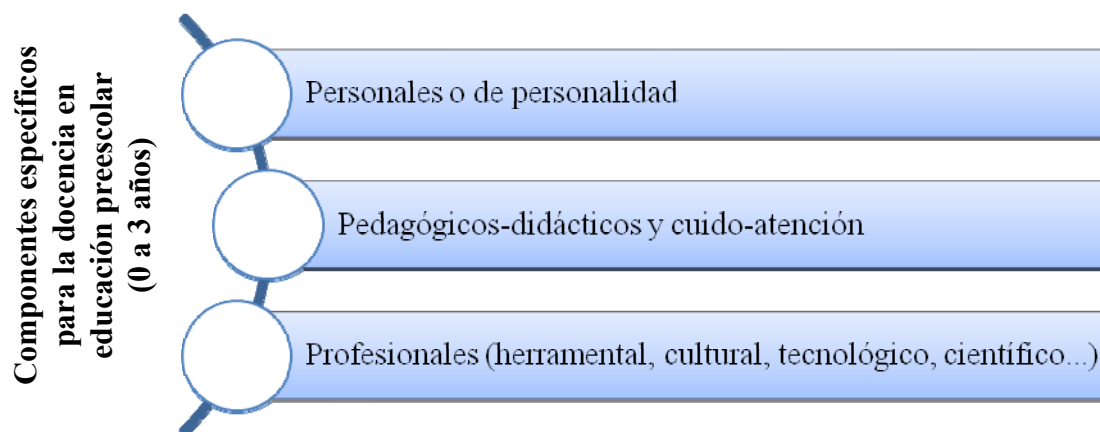 Componentes específicos
para la docencia en
educación preescolar
(0 a 3 años)
Personales o de personalidad
Pedagógicos-didácticos y cuido-atención
Profesionales (herramental, cultural, tecnológico, científico...)